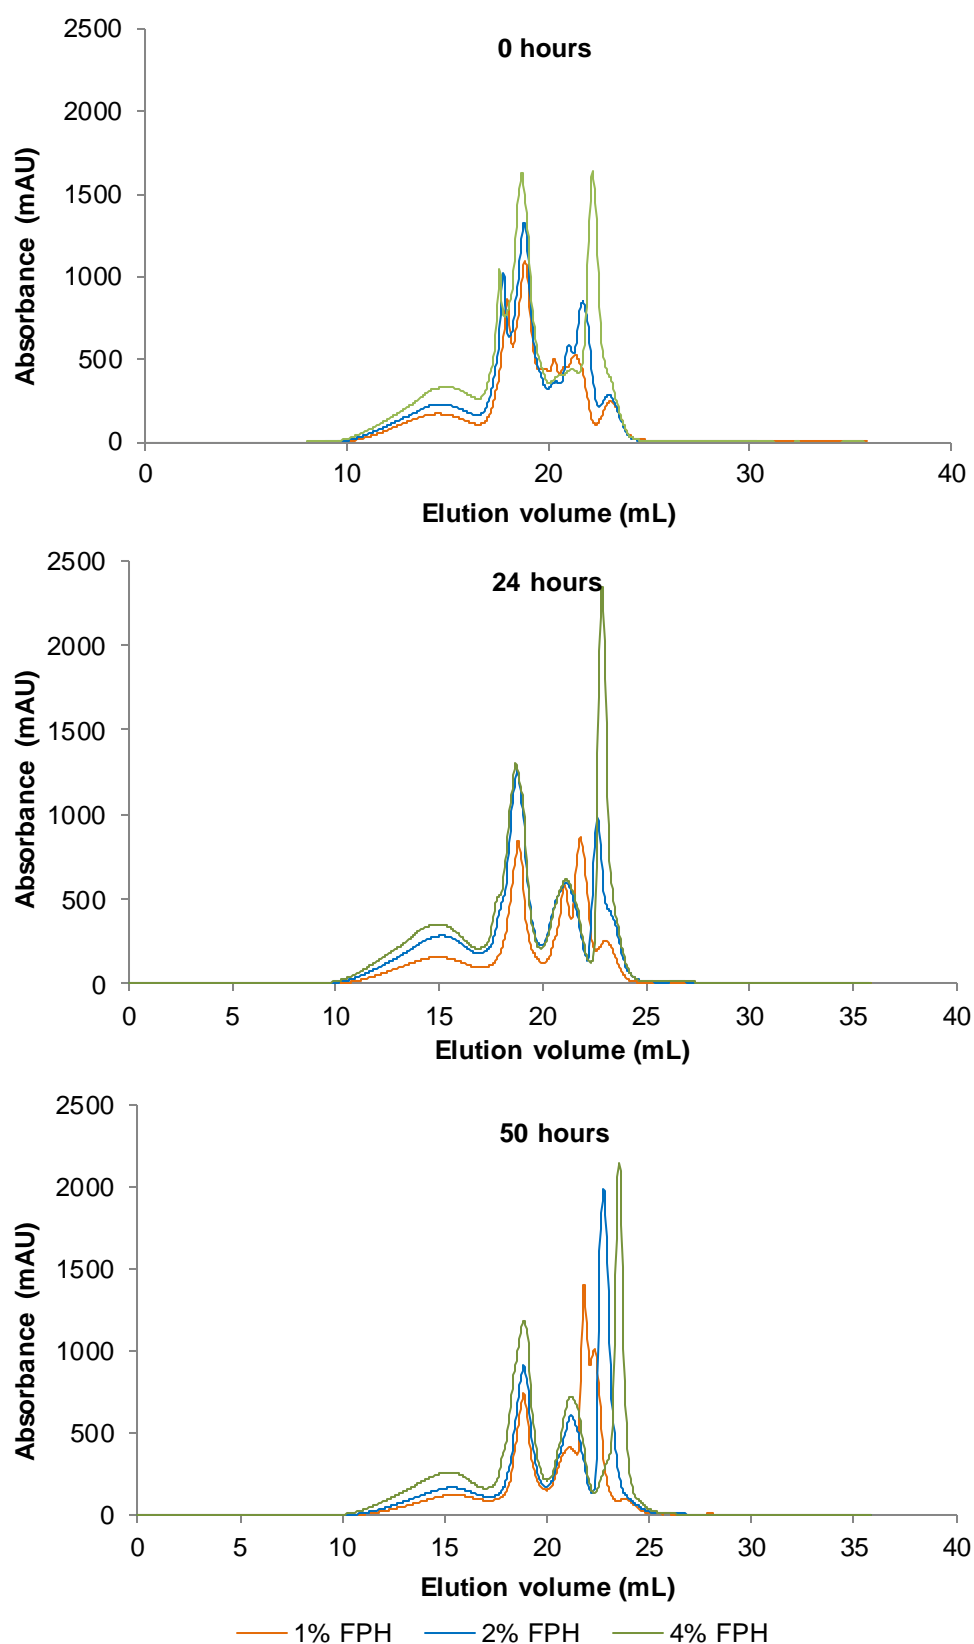 0 hours
2500
2000
1500
1000
500
0
Absorbance (mAU)
0 10 20 30 40
Elution volume (mL)
24 hours
2500
2000
1500
1000
500
0
Absorbance (mAU)
0 5 10 15 20 25 30 35 40
Elution volume (mL)
50 hours
2500
2000
1500
1000
500
0
Absorbance (mAU)
0 5 10 15 20 25 30 35 40
Elution volume (mL)
1% FPH 2% FPH 4% FPH